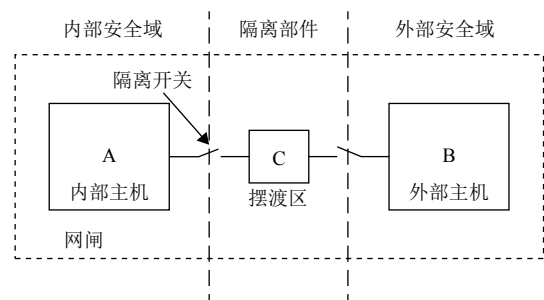 内部安全域
隔离部件
外部安全域
隔离开关
A
内部主机
C
摆渡区
B
外部主机
网闸